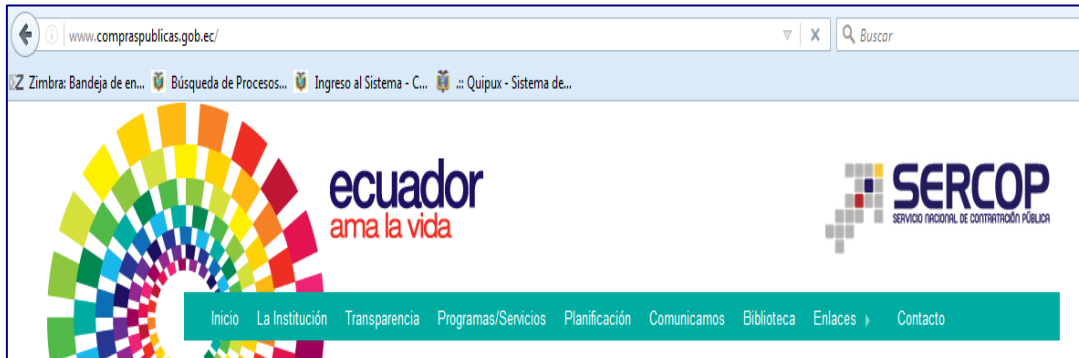 www.compraspublicas.gob.ec/
Buscar
Zimbra: Bandeja de en... Búsqueda de Procesos... Ingreso al Sistema - C... .:: Quipux - Sistema de...
ecuador
ama la vida
SERCOP
SERVICIO NACIONAL DE CONTRATACIÓN PÚBLICA
Inicio La Institución Transparencia Programas/Servicios Planificación Comunicamos Biblioteca Enlaces Contacto